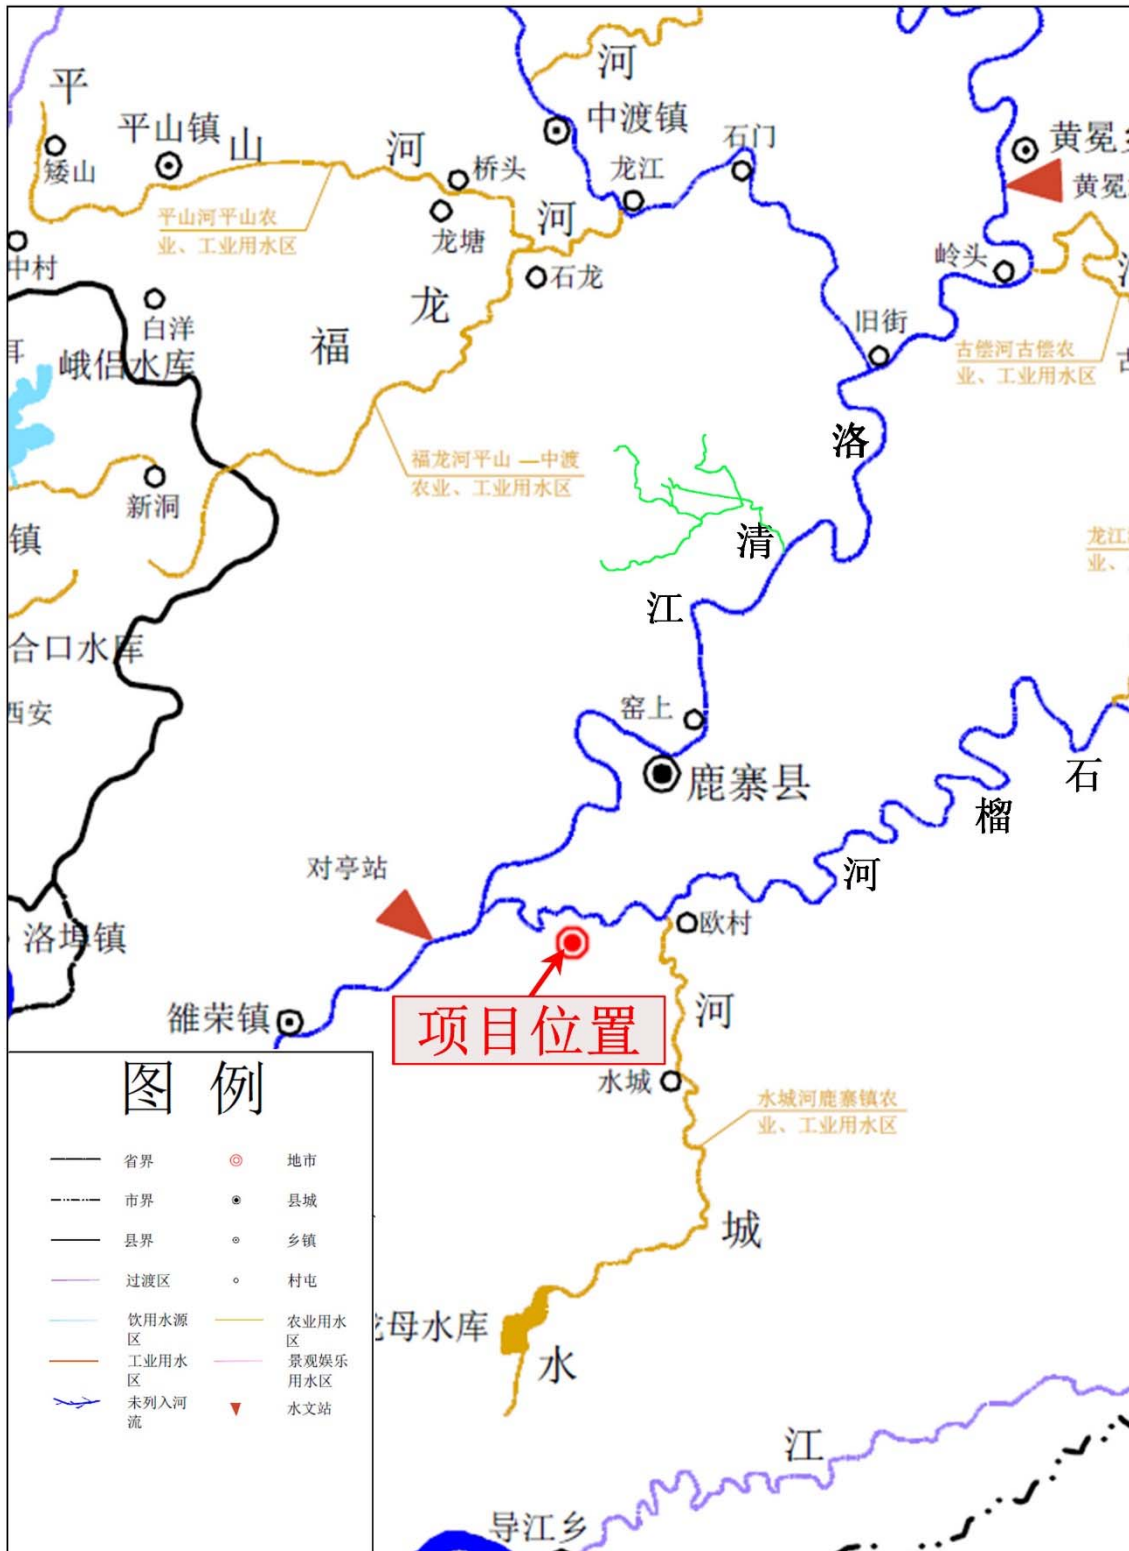 河
平
平山镇
山
河
中渡镇
石门
黄冕
黄冕
矮山
桥头
龙江
平山河平山农
业、工业用水区
龙塘
河
中村
石龙
岭头
白洋
龙
旧街
福
峨侣水库
古偿河古偿农
业、工业用水区
洛
福龙河平山 —中渡
农业、工业用水区
新洞
镇
清
龙江
业、
江
合口水库
西安
窑上
鹿寨县
石
榴
河
对亭站
欧村
洛埠镇
雒荣镇
项目位置
河
水城
水城河鹿寨镇农
业、工业用水区
城
母水库
水
江
导江乡
图 例
省界
地市
市界
县城
县界
乡镇
过渡区
村屯
饮用水源
区
农业用水
区
工业用水
区
景观娱乐
用水区
未列入河
流
水文站